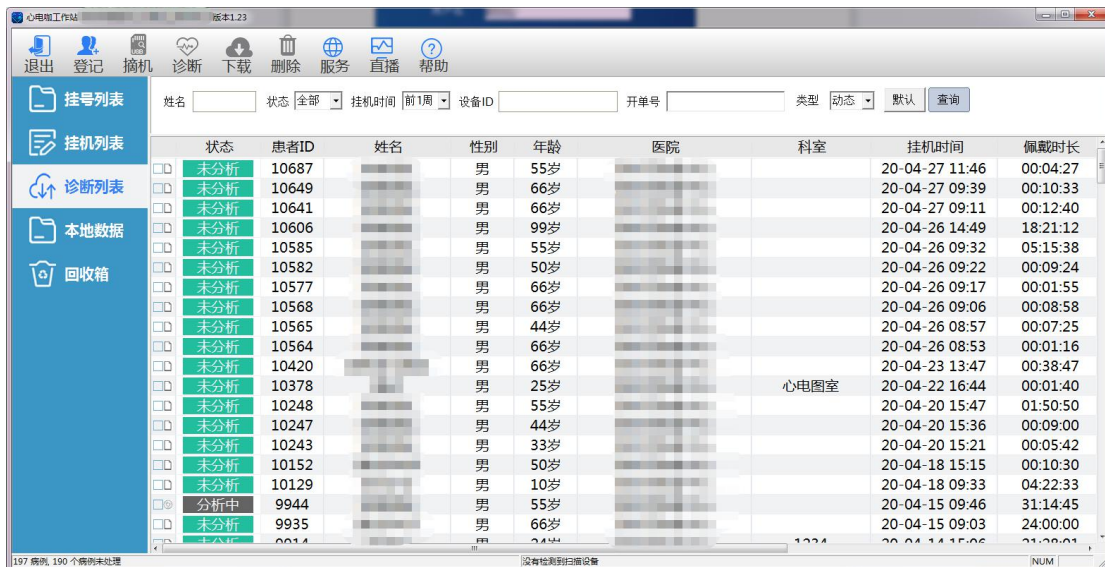 心电咖工作站 版本1.23
退出 登记 摘机 诊断 下载 删除 服务 直播 帮助
挂号列表
挂机列表
诊断列表
本地数据
回收箱
姓名 状态 全部 挂机时间 前1周 设备ID 开单号 类型 动态 默认 查询
状态 患者ID 姓名 性别 年龄 医院 科室 挂机时间 佩戴时长
未分析 10687 男 55岁 20-04-27 11:46 00:04:27
未分析 10649 男 66岁 20-04-27 09:39 00:10:33
未分析 10641 男 66岁 20-04-27 09:11 00:12:40
未分析 10606 男 99岁 20-04-26 14:49 18:21:12
未分析 10585 男 55岁 20-04-26 09:32 05:15:38
未分析 10582 男 50岁 20-04-26 09:22 00:09:24
未分析 10577 男 66岁 20-04-26 09:17 00:01:55
未分析 10568 男 66岁 20-04-26 09:06 00:08:58
未分析 10565 男 44岁 20-04-26 08:57 00:07:25
未分析 10564 男 66岁 20-04-26 08:53 00:01:16
未分析 10420 男 66岁 20-04-23 13:47 00:38:47
未分析 10378 男 25岁 心电图室 20-04-22 16:44 00:01:40
未分析 10248 男 55岁 20-04-20 15:47 01:50:50
未分析 10247 男 44岁 20-04-20 15:36 00:09:00
未分析 10243 男 33岁 20-04-20 15:21 00:05:42
未分析 10152 男 50岁 20-04-18 15:15 00:10:30
未分析 10129 男 10岁 20-04-18 09:33 04:22:33
分析中 9944 男 55岁 20-04-15 09:46 31:14:45
未分析 9935 男 66岁 20-04-15 09:03 24:00:00
197 病例, 190 个病例未处理 没有检测到扫描设备 NUM